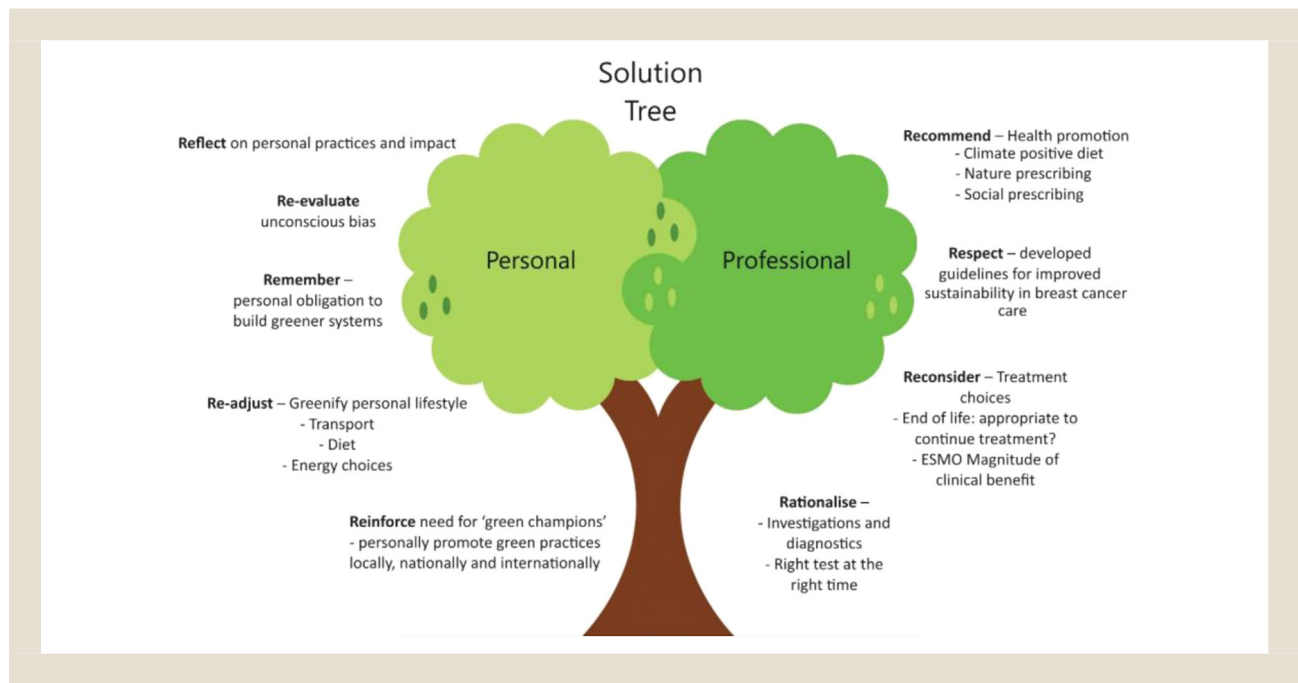 Solution
Tree
Reflect on personal practices and impact
Re-evaluate
unconscious bias
Remember –
personal obligation to
build greener systems
Re-adjust – Greenify personal lifestyle
- Transport
- Diet
- Energy choices
Reinforce need for ‘green champions’
- personally promote green practices
locally, nationally and internationally
Personal
Professional
Recommend – Health promotion
- Climate positive diet
- Nature prescribing
- Social prescribing
Respect – developed
guidelines for improved
sustainability in breast cancer
care
Reconsider – Treatment
choices
- End of life: appropriate to
continue treatment?
- ESMO Magnitude of
clinical benefit
Rationalise –
- Investigations and
diagnostics
- Right test at the
right time